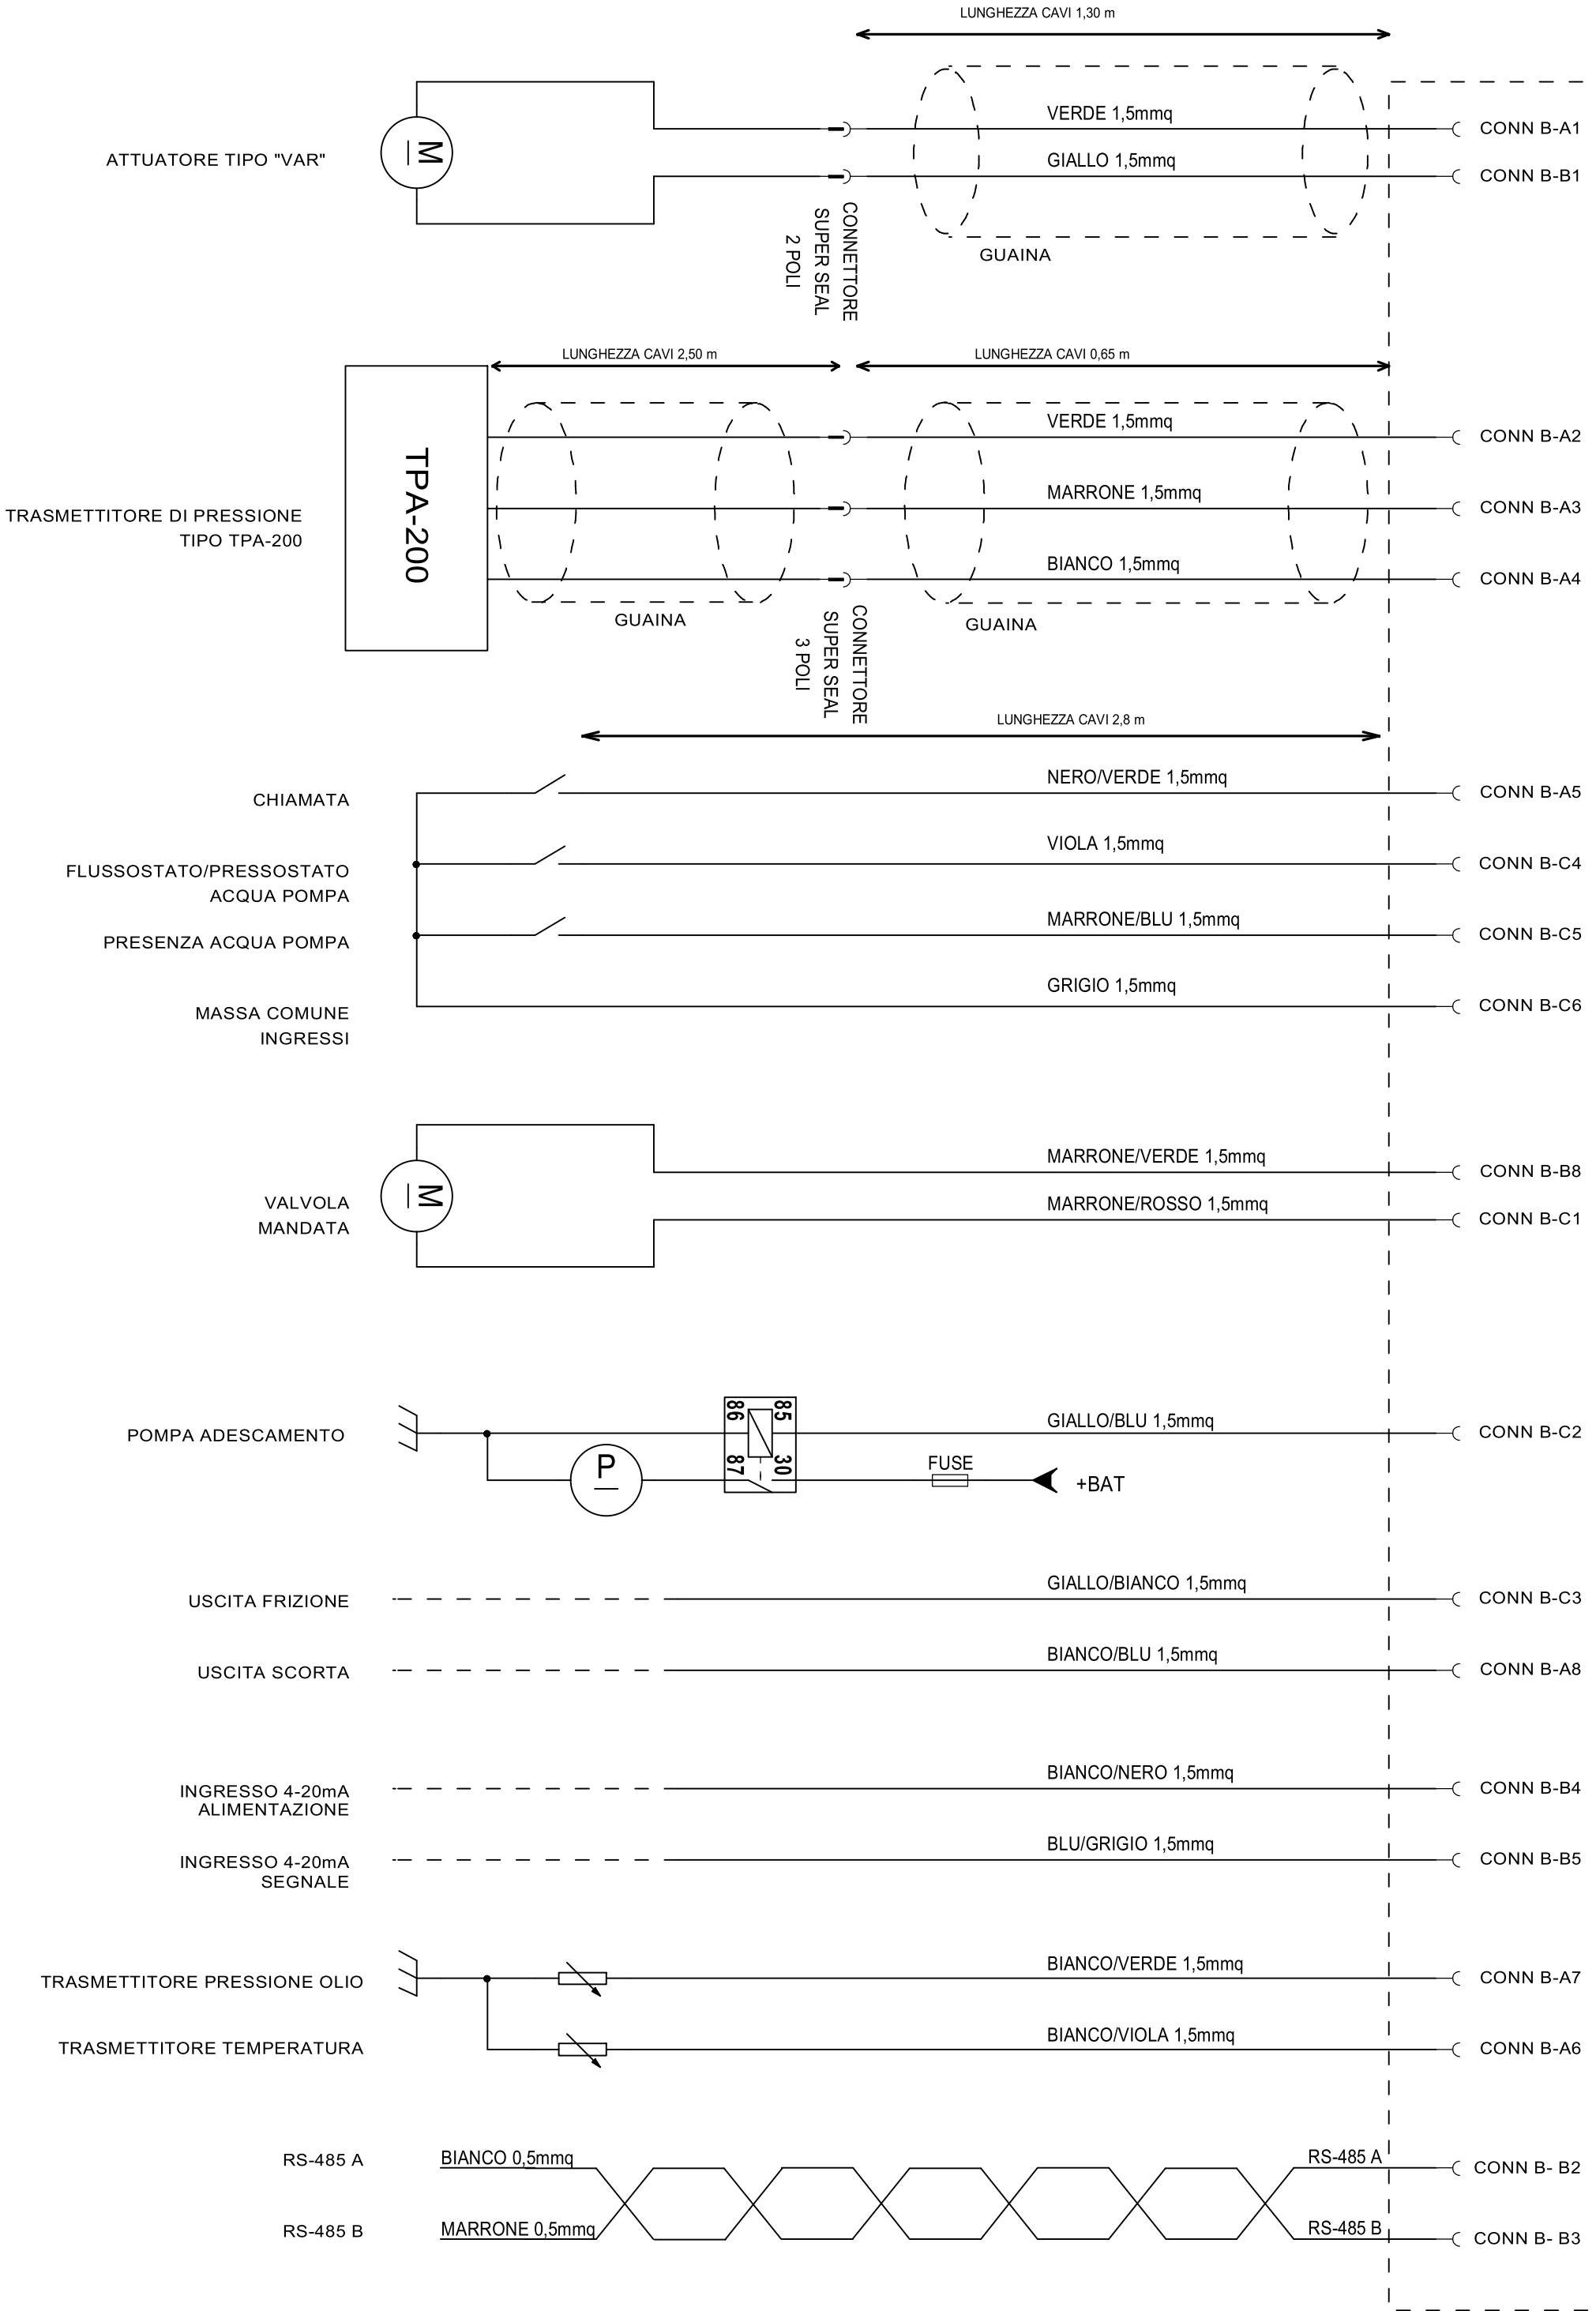 LUNGHEZZA CAVI 1,30 m
VERDE 1,5mmq
CONN B-A1
M
ATTUATORE TIPO "VAR"
GIALLO 1,5mmq
CONN B-B1
CONNETTORE
SUPER SEAL
2 POLI
GUAINA
LUNGHEZZA CAVI 2,50 m
LUNGHEZZA CAVI 0,65 m
VERDE 1,5mmq
CONN B-A2
TPA-200
MARRONE 1,5mmq
CONN B-A3
TRASMETTITORE DI PRESSIONE
TIPO TPA-200
BIANCO 1,5mmq
CONN B-A4
GUAINA
GUAINA
CONNETTORE
SUPER SEAL
3 POLI
LUNGHEZZA CAVI 2,8 m
CHIAMATA
NERO/VERDE 1,5mmq
CONN B-A5
FLUSSOSTATO/PRESSOSTATO
ACQUA POMPA
VIOLA 1,5mmq
CONN B-C4
PRESENZA ACQUA POMPA
MARRONE/BLU 1,5mmq
CONN B-C5
MASSA COMUNE
INGRESSI
GRIGIO 1,5mmq
CONN B-C6
MARRONE/VERDE 1,5mmq
CONN B-B8
M
VALVOLA
MANDATA
MARRONE/ROSSO 1,5mmq
CONN B-C1
POMPA ADESCAMENTO
86
85
87
30
GIALLO/BLU 1,5mmq
CONN B-C2
P
FUSE
+BAT
USCITA FRIZIONE
GIALLO/BIANCO 1,5mmq
CONN B-C3
USCITA SCORTA
BIANCO/BLU 1,5mmq
CONN B-A8
INGRESSO 4-20mA
ALIMENTAZIONE
BIANCO/NERO 1,5mmq
CONN B-B4
INGRESSO 4-20mA
SEGNALE
BLU/GRIGIO 1,5mmq
CONN B-B5
TRASMETTITORE PRESSIONE OLIO
BIANCO/VERDE 1,5mmq
CONN B-A7
TRASMETTITORE TEMPERATURA
BIANCO/VIOLA 1,5mmq
CONN B-A6
RS-485 A
BIANCO 0,5mmq
RS-485 A
CONN B- B2
RS-485 B
MARRONE 0,5mmq
RS-485 B
CONN B- B3